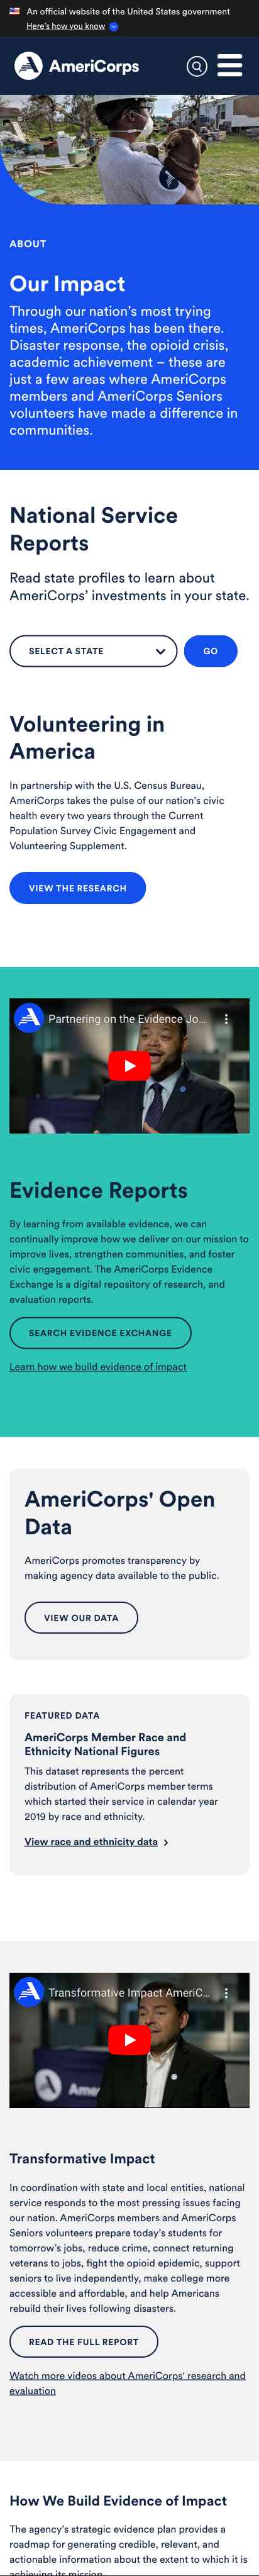 An official website of the United States government
Here's how you know
AmeriCorps
ABOUT
Our Impact
Through our nation's most trying
times, AmeriCorps has been there.
Disaster response, the opioid crisis,
academic achievement – these are
just a few areas where AmeriCorps
members and AmeriCorps Seniors
volunteers have made a difference in
communities.
National Service
Reports
Read state profiles to learn about
AmeriCorps' investments in your state.
SELECT A STATE
GO
Volunteering in
America
In partnership with the U.S. Census Bureau,
AmeriCorps takes the pulse of our nation's civic
health every two years through the Current
Population Survey Civic Engagement and
Volunteering Supplement.
VIEW THE RESEARCH
Partnering on the Evidence Jo...
Evidence Reports
By learning from available evidence, we can
continually improve how we deliver on our mission to
improve lives, strengthen communities, and foster
civic engagement. The AmeriCorps Evidence
Exchange is a digital repository of research, and
evaluation reports.
SEARCH EVIDENCE EXCHANGE
Learn how we build evidence of impact
AmeriCorps' Open
Data
AmeriCorps promotes transparency by
making agency data available to the public.
VIEW OUR DATA
FEATURED DATA
AmeriCorps Member Race and
Ethnicity National Figures
This dataset represents the percent
distribution of AmeriCorps member terms
which started their service in calendar year
2019 by race and ethnicity.
View race and ethnicity data
Transformative Impact AmeriC...
Am
Transformative Impact
In coordination with state and local entities, national
service responds to the most pressing issues facing
our nation. AmeriCorps members and AmeriCorps
Seniors volunteers prepare today's students for
tomorrow's jobs, reduce crime, connect returning
veterans to jobs, fight the opioid epidemic, support
seniors to live independently, make college more
accessible and affordable, and help Americans
rebuild their lives following disasters.
READ THE FULL REPORT
Watch more videos about AmeriCorps' research and
evaluation
How We Build Evidence of Impact
The agency's strategic evidence plan provides a
roadmap for generating credible, relevant, and
actionable information about the extent to which it is
achieving its mission